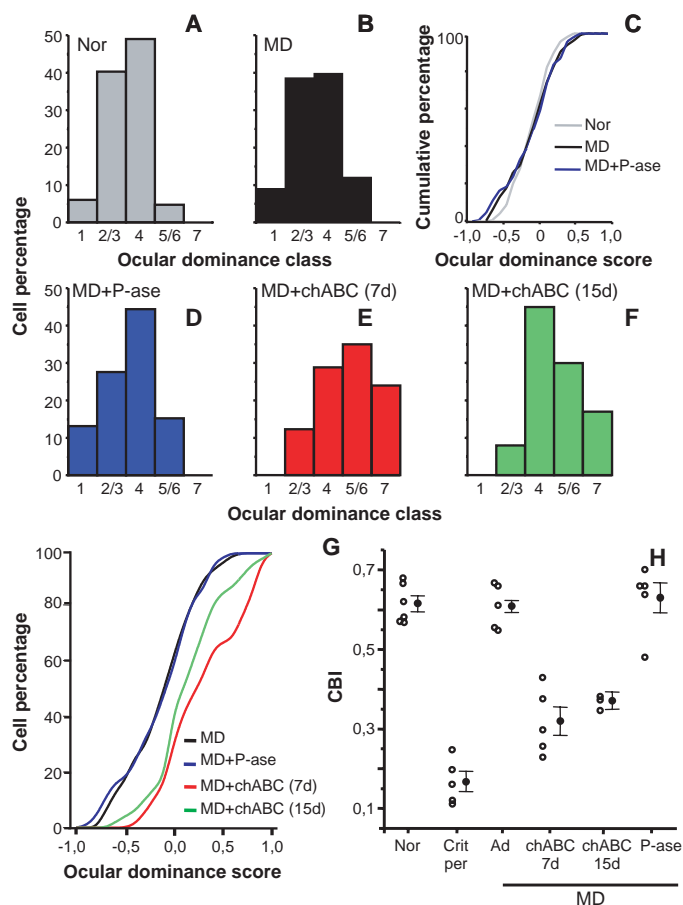 A
B
C
Nor
MD
50
40
30
20
10
0
1 2/3 4 5/6 7
1 2/3 4 5/6 7
Ocular dominance class
Cell percentage
Cumulative percentage
100
0
-1,0 -0,5 0 0,5 1,0
Ocular dominance score
Nor
MD
MD+P-ase
MD+P-ase
D
MD+chABC (7d)
E
MD+chABC (15d)
F
50
40
30
20
10
0
1 2/3 4 5/6 7
1 2/3 4 5/6 7
1 2/3 4 5/6 7
Ocular dominance class
G
Cell percentage
100
80
60
40
20
0
-1,0 -0,5 0,0 0,5 1,0
Ocular dominance score
MD
MD+P-ase
MD+chABC (7d)
MD+chABC (15d)
H
CBI
0,7
0,5
0,3
0,1
Nor Crit per Ad chABC 7d chABC 15d P-ase
MD